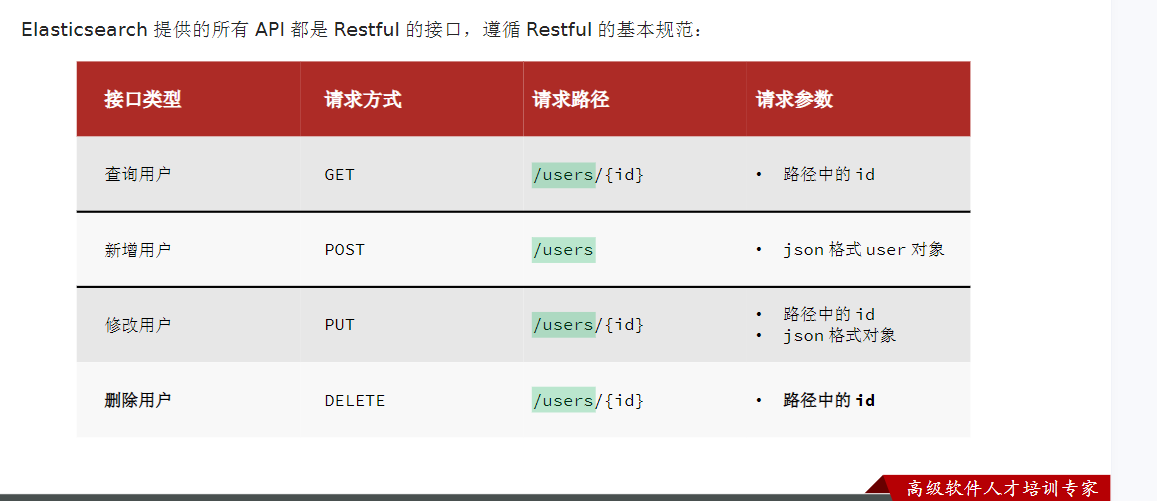 Elasticsearch 提供的所有 API 都是 Restful 的接口，遵循 Restful 的基本规范：
接口类型 请求方式 请求路径 请求参数
查询用户 GET /users/{id} • 路径中的 id
新增用户 POST /users • json 格式 user 对象
修改用户 PUT /users/{id} • 路径中的 id
• json 格式对象
删除用户 DELETE /users/{id} • 路径中的 id
高级软件人才培训专家